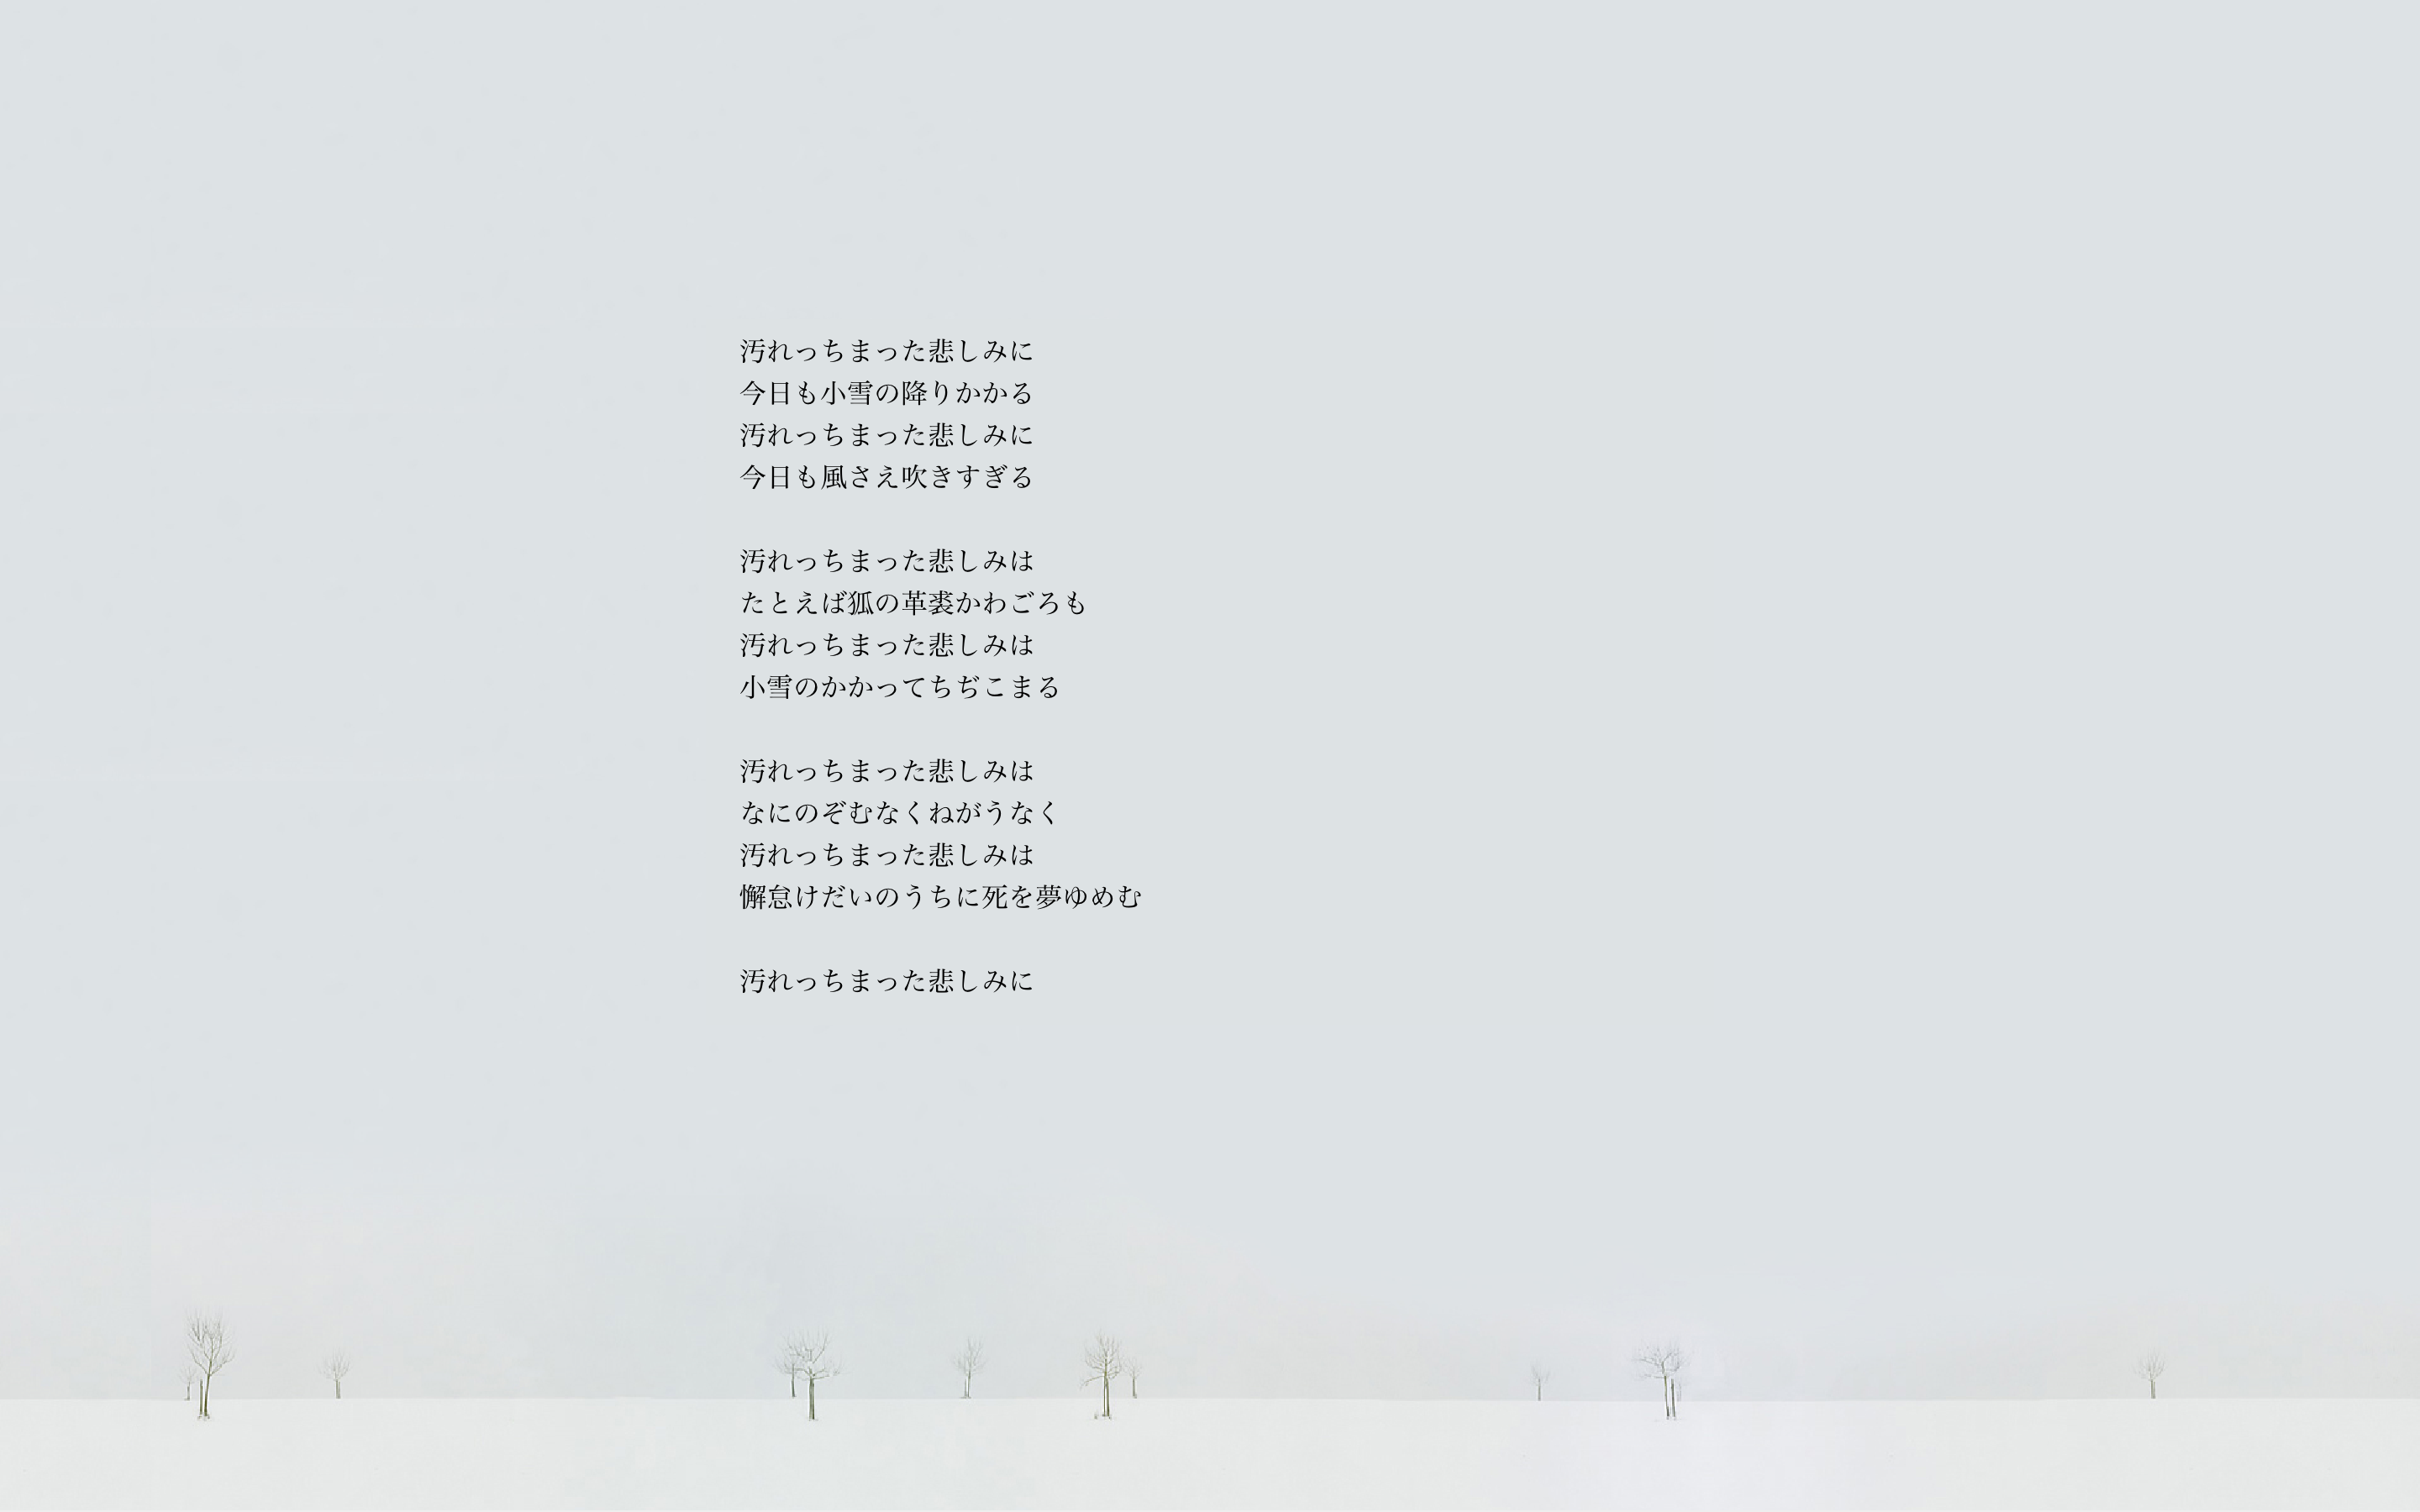 汚れっちまった悲しみに
今日も小雪の降りかかる
汚れっちまった悲しみに
今日も風さえ吹きすぎる
汚れっちまった悲しみは
たとえば狐の革裘かわごろも
汚れっちまった悲しみは
小雪のかかってちぢこまる
汚れっちまった悲しみは
なにのぞむなくねがうなく
汚れっちまった悲しみは
懈怠けだいのうちに死を夢ゆめむ
汚れっちまった悲しみに